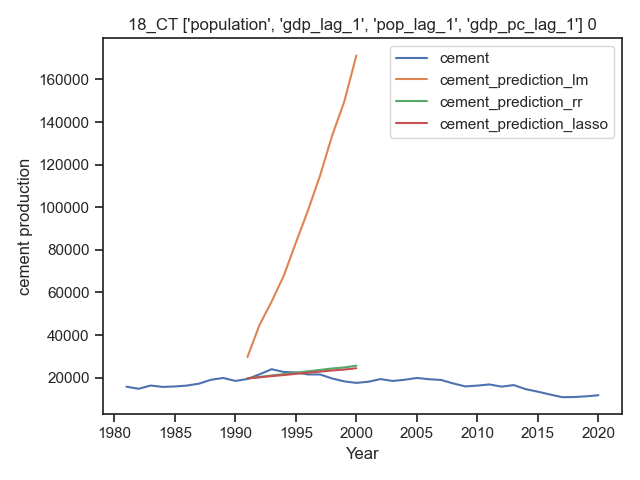 18_CT ['population', 'gdp_lag_1', 'pop_lag_1', 'gdp_pc_lag_1'] 0
cement
cement_prediction_lm
cement_prediction_rr
cement_prediction_lasso
cement production
160000
140000
120000
100000
80000
60000
40000
20000
1980 1985 1990 1995 2000 2005 2010 2015 2020
Year